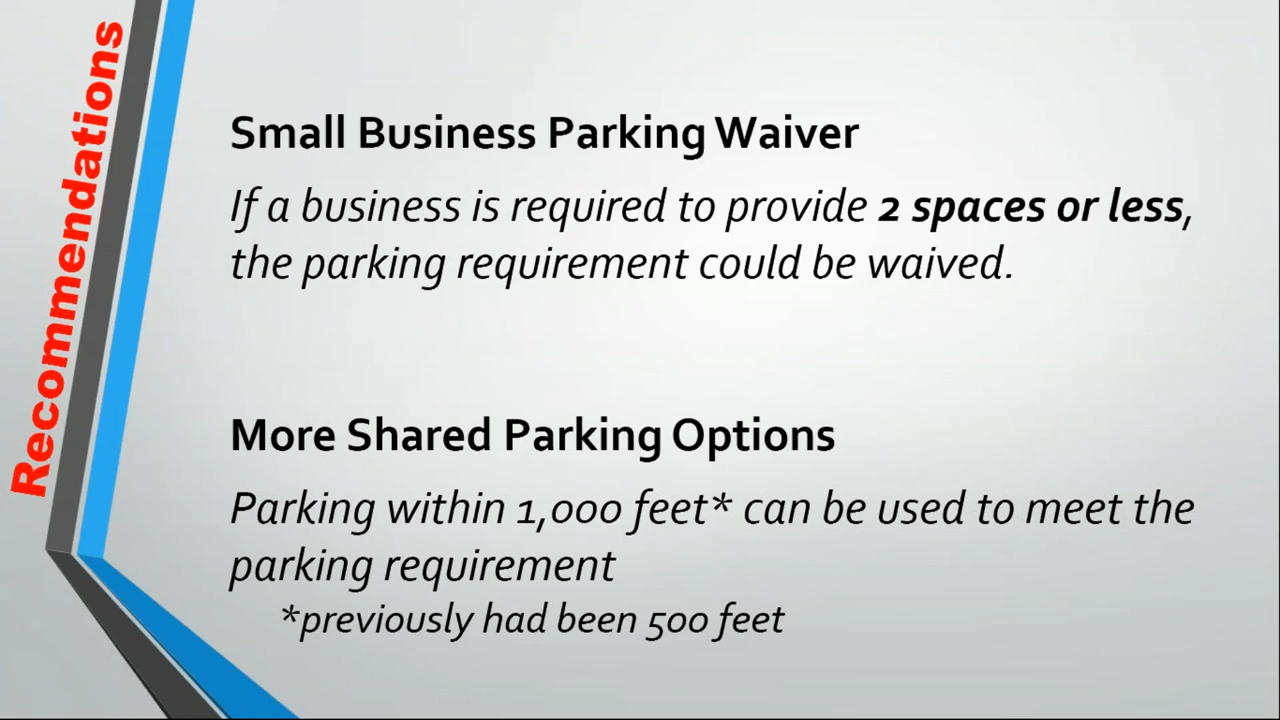 Recommendations
Small Business Parking Waiver
If a business is required to provide 2 spaces or less,
the parking requirement could be waived.
More Shared Parking Options
Parking within 1,000 feet* can be used to meet the
parking requirement
*previously had been 500 feet